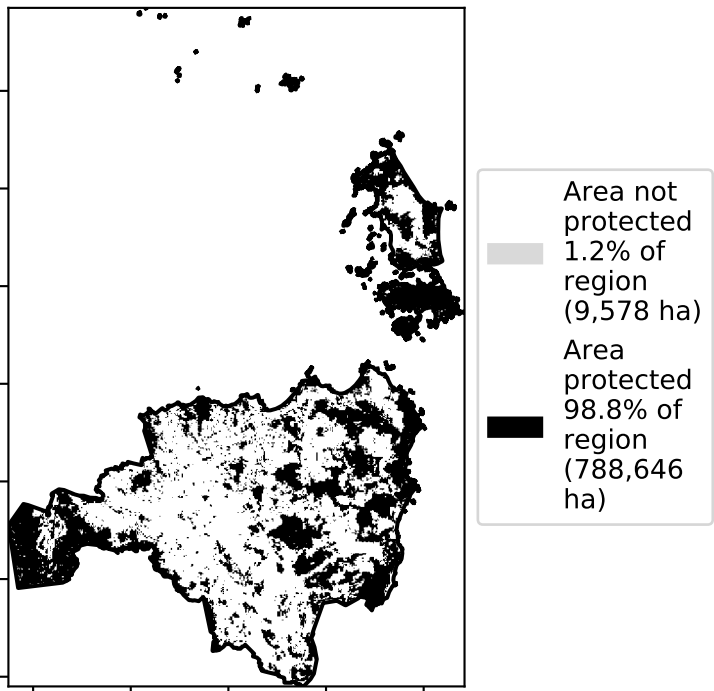 Area not
protected
1.2% of
region
(9,578 ha)
Area
protected
98.8% of
region
(788,646
ha)